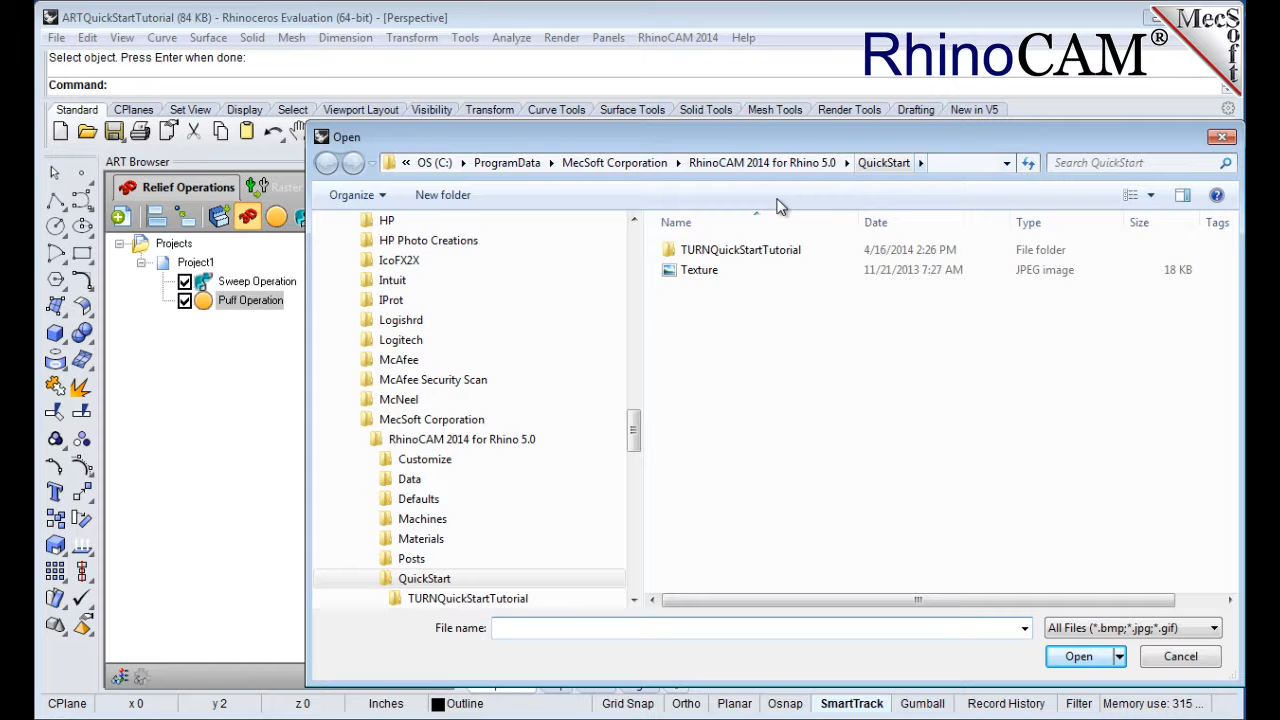 ARTQuickStartTutorial (84 KB) - Rhinoceros Evaluation (64-bit) - [Perspective]
File Edit View Curve Surface Solid Mesh Dimension Transform Tools Analyze Render Panels RhinoCAM 2014 Help
RhinoCAM®
MecSoft
Select object. Press Enter when done:
Command:
Standard CPlanes Set View Display Select Viewport Layout Visibility Transform Curve Tools Surface Tools Solid Tools Mesh Tools Render Tools Drafting New in V5
ART Browser
Relief Operations Raster
Projects
Project1
Sweep Operation
Puff Operation
Open
« OS (C:) ProgramData MecSoft Corporation RhinoCAM 2014 for Rhino 5.0 QuickStart
Search QuickStart
Organize New folder
HP
HP Photo Creations
IcoFX2X
Intuit
IProt
Logishrd
Logitech
McAfee
McAfee Security Scan
McNeel
MecSoft Corporation
RhinoCAM 2014 for Rhino 5.0
Customize
Data
Defaults
Machines
Materials
Posts
QuickStart
TURNQuickStartTutorial
Name Date Type Size Tags
TURNQuickStartTutorial 4/16/2014 2:26 PM File folder
Texture 11/21/2013 7:27 AM JPEG image 18 KB
File name: All Files (*.bmp;*.jpg;*.gif)
Open Cancel
CPlane x 0 y 2 z 0 Inches Outline Grid Snap Ortho Planar Osnap SmartTrack Gumball Record History Filter Memory use: 315 ...